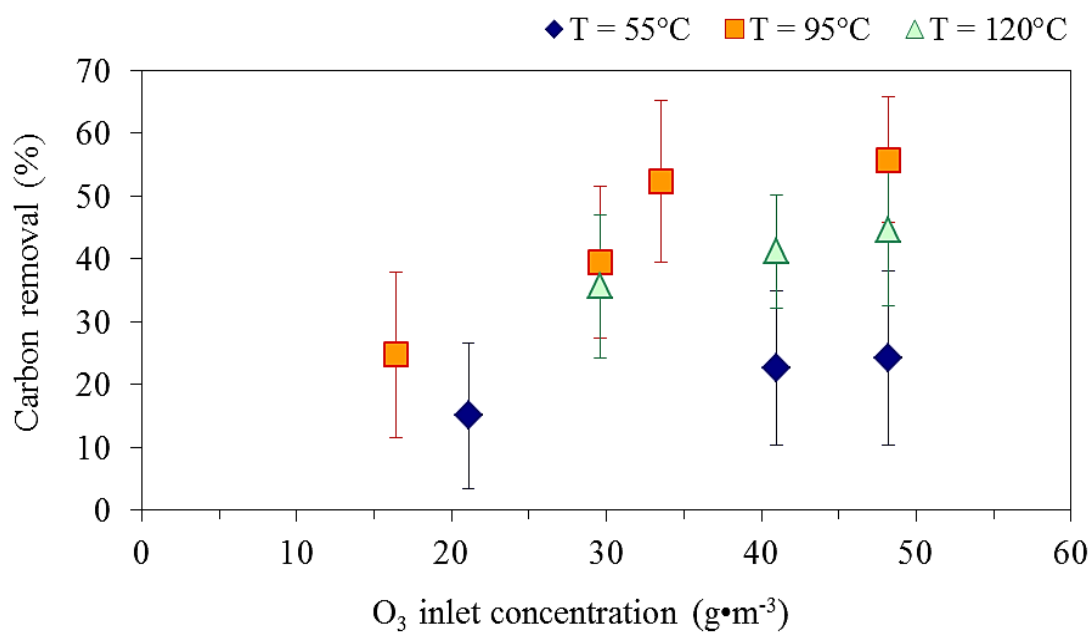 T = 55°C T = 95°C T = 120°C
70
60
50
40
30
20
10
0
Carbon removal (%)
0 10 20 30 40 50 60
O₃ inlet concentration (g•m⁻³)